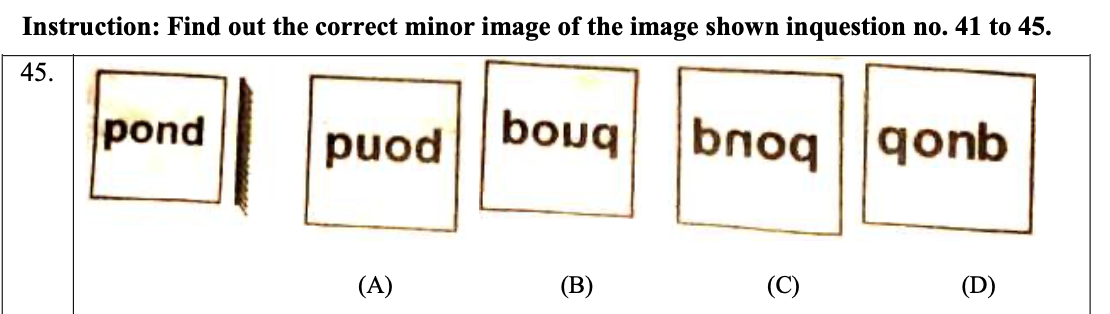 Instruction: Find out the correct minor image of the image shown inquestion no. 41 to 45.
45. pond puod bouq bnoq qonb
(A) (B) (C) (D)